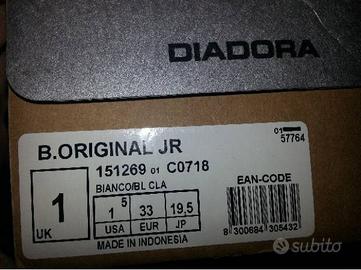 DIADORA
01
57764
B.ORIGINAL JR
151269 01 C0718
BIANCO/BL CLA
EAN-CODE
1
UK
1 5 33 19,5
USA EUR JP
MADE IN INDONESIA
8 300684 305432
subito